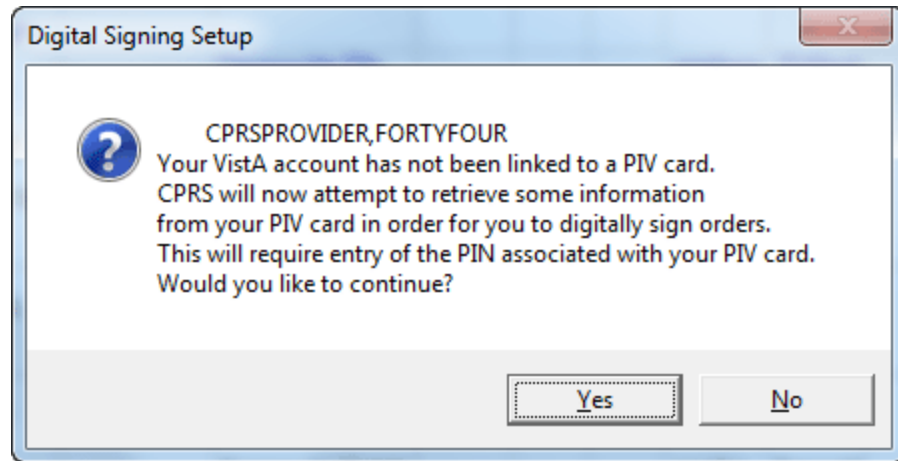 Digital Signing Setup
CPRSPROVIDER,FORTYFOUR
Your VistA account has not been linked to a PIV card.
CPRS will now attempt to retrieve some information
from your PIV card in order for you to digitally sign orders.
This will require entry of the PIN associated with your PIV card.
Would you like to continue?
Yes
No